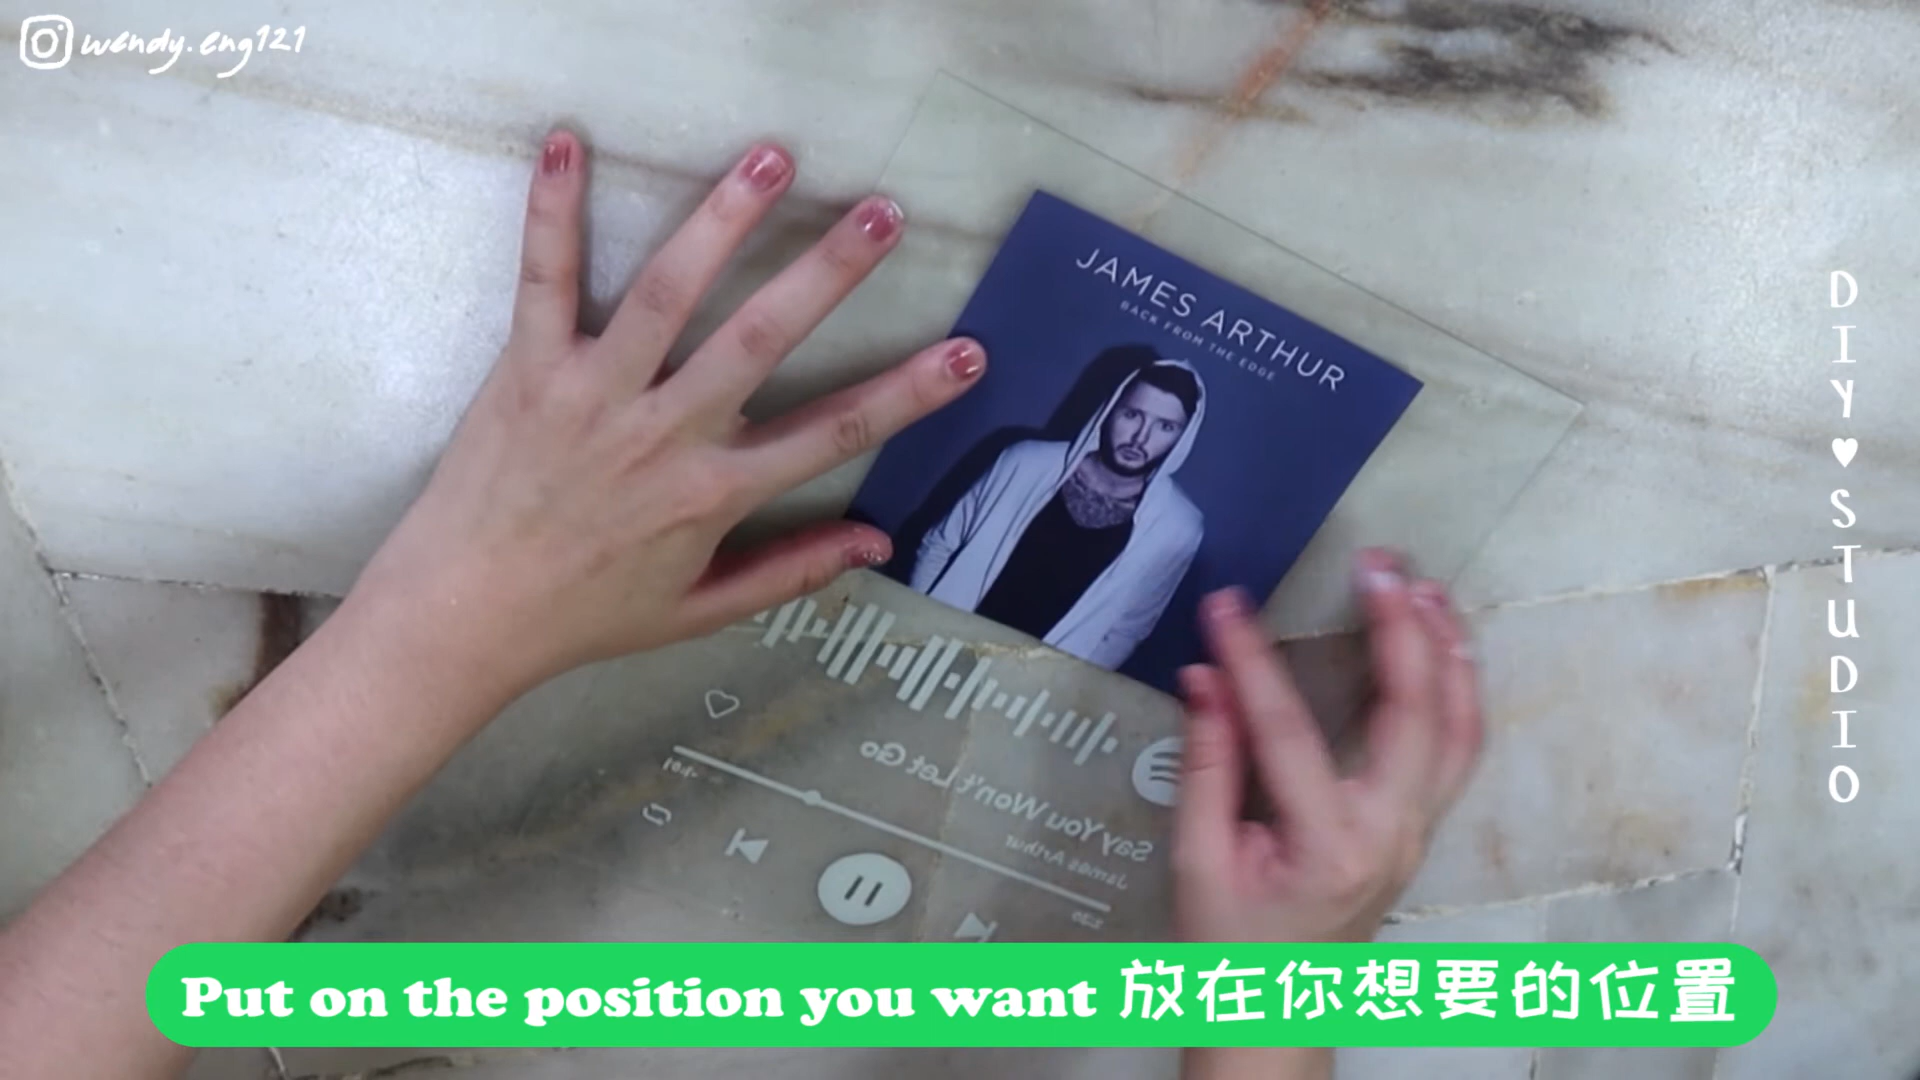 wendy.eng121
JAMES ARTHUR
BACK FROM THE EDGE
DIY♥STUDIO
Say You Won't Let Go
James Arthur
Put on the position you want 放在你想要的位置